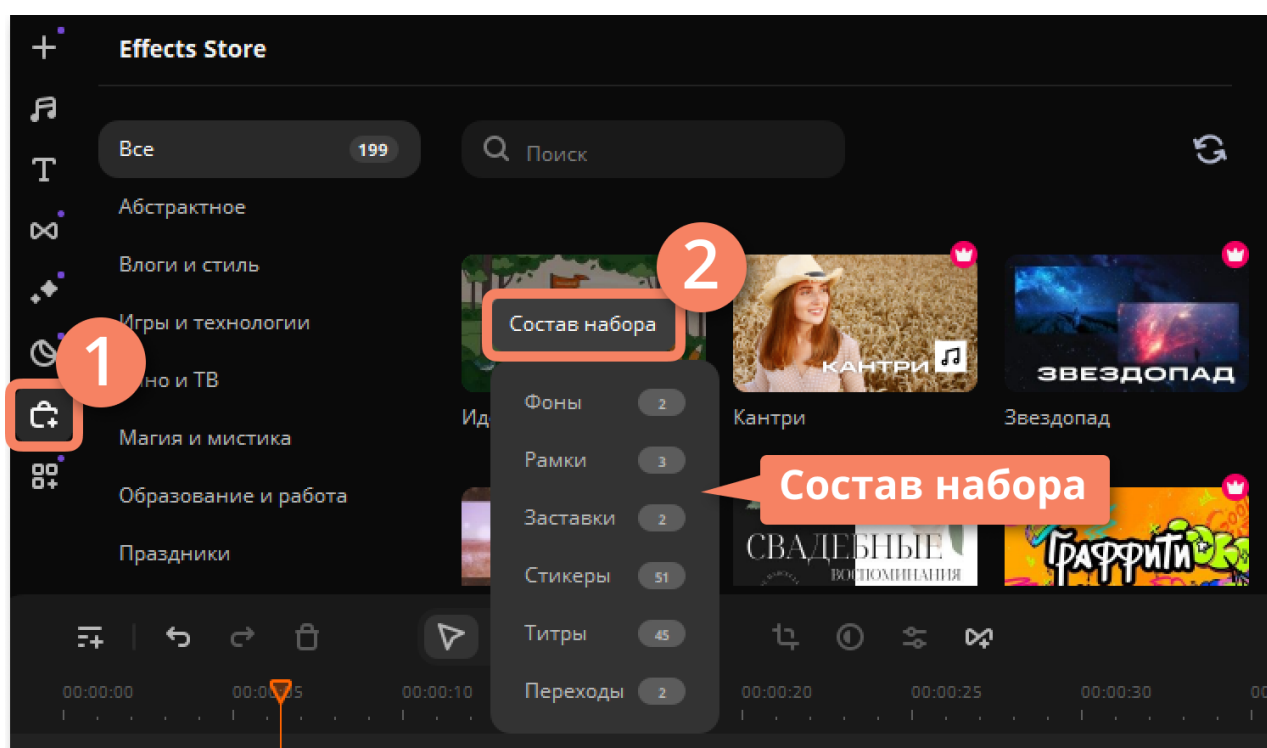 Effects Store
Все 199
Поиск
Абстрактное
Влоги и стиль
Игры и технологии
но и ТВ
Магия и мистика
Образование и работа
Праздники
1
2
Состав набора
Фоны 2
Рамки 3
Заставки 2
Стикеры 51
Титры 45
Переходы 2
Состав набора
КАНТРИ
ЗВЕЗДОПАД
Ид
Кантри
Звездопад
СВАДЕБНЫЕ
ВОСПОМИНАНИЯ
ГРАФФИТИ
00:00:00
00:00:05
00:00:10
00:00:20
00:00:25
00:00:30
00